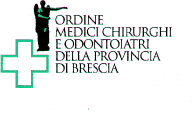 ORDINE
MEDICI CHIRURGHI
E ODONTOIATRI
DELLA PROVINCIA
DI BRESCIA